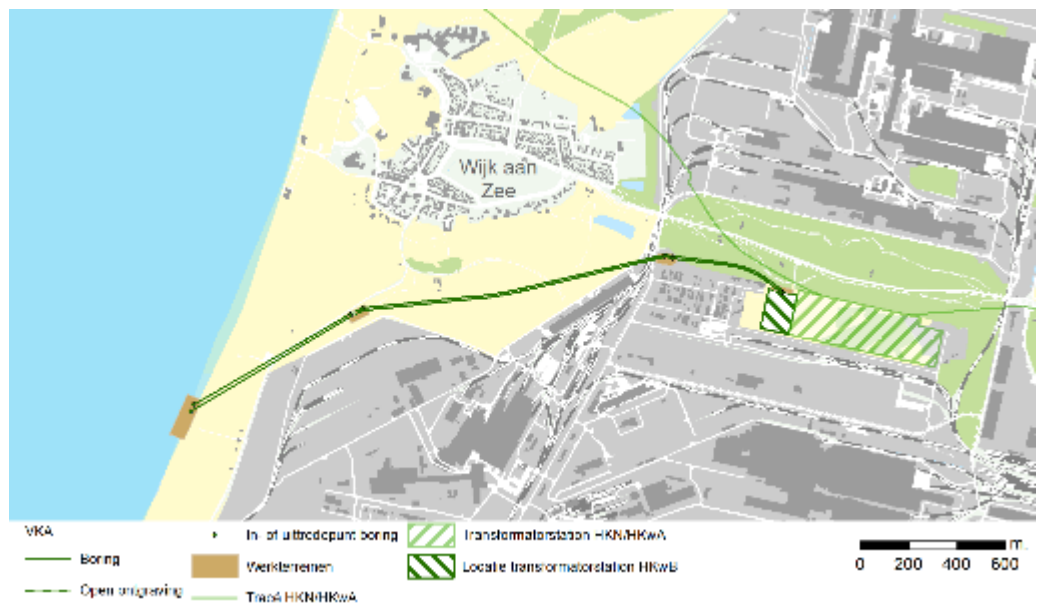 Wijk aan
Zee
VKA
Boring
Open ontgraving
In- of uittredepunt boring
Werkterreinen
Tracé HKN/HKwA
Transformatorstation HKN/HKwA
Locatie transformatorstation HKwB
m.
0 200 400 600